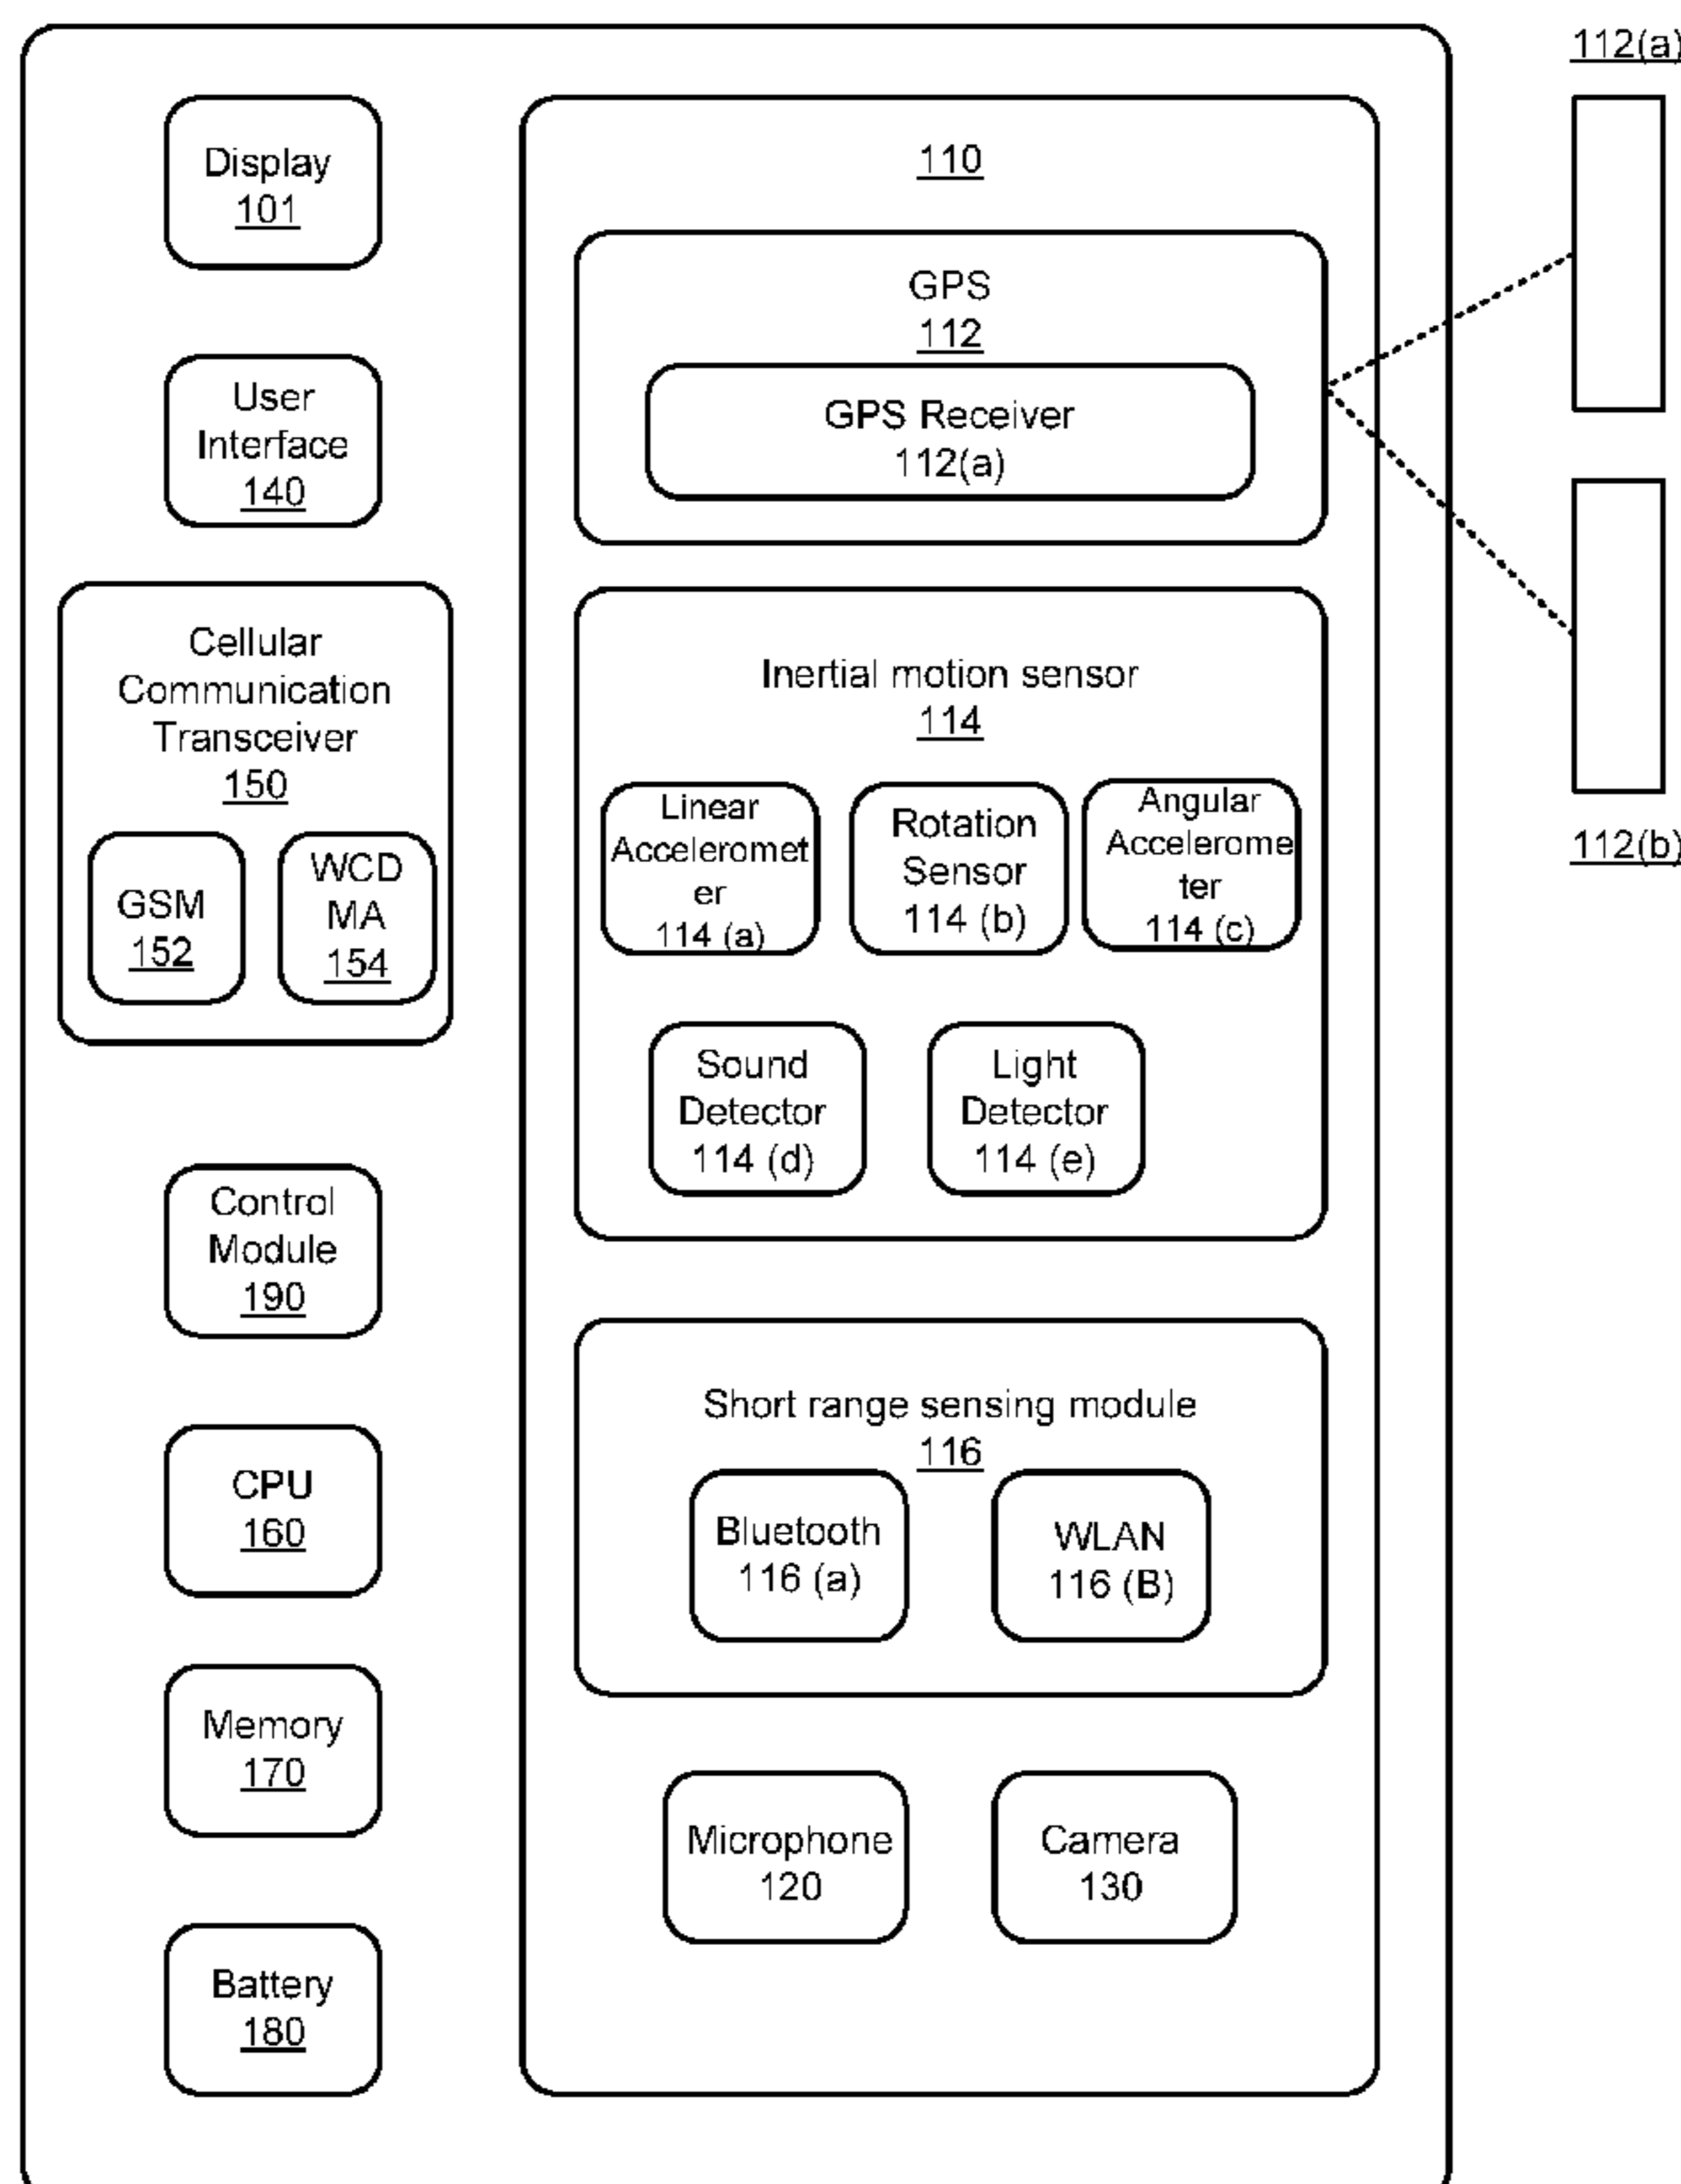 Display
101
User
Interface
140
Cellular
Communication
Transceiver
150
GSM
152
WCD
MA
154
Control
Module
190
CPU
160
Memory
170
Battery
180
110
GPS
112
GPS Receiver
112(a)
Inertial motion sensor
114
Linear
Acceleromet
er
114 (a)
Rotation
Sensor
114 (b)
Angular
Accelerome
ter
114 (c)
Sound
Detector
114 (d)
Light
Detector
114 (e)
Short range sensing module
116
Bluetooth
116 (a)
WLAN
116 (B)
Microphone
120
Camera
130
112(a)
112(b)